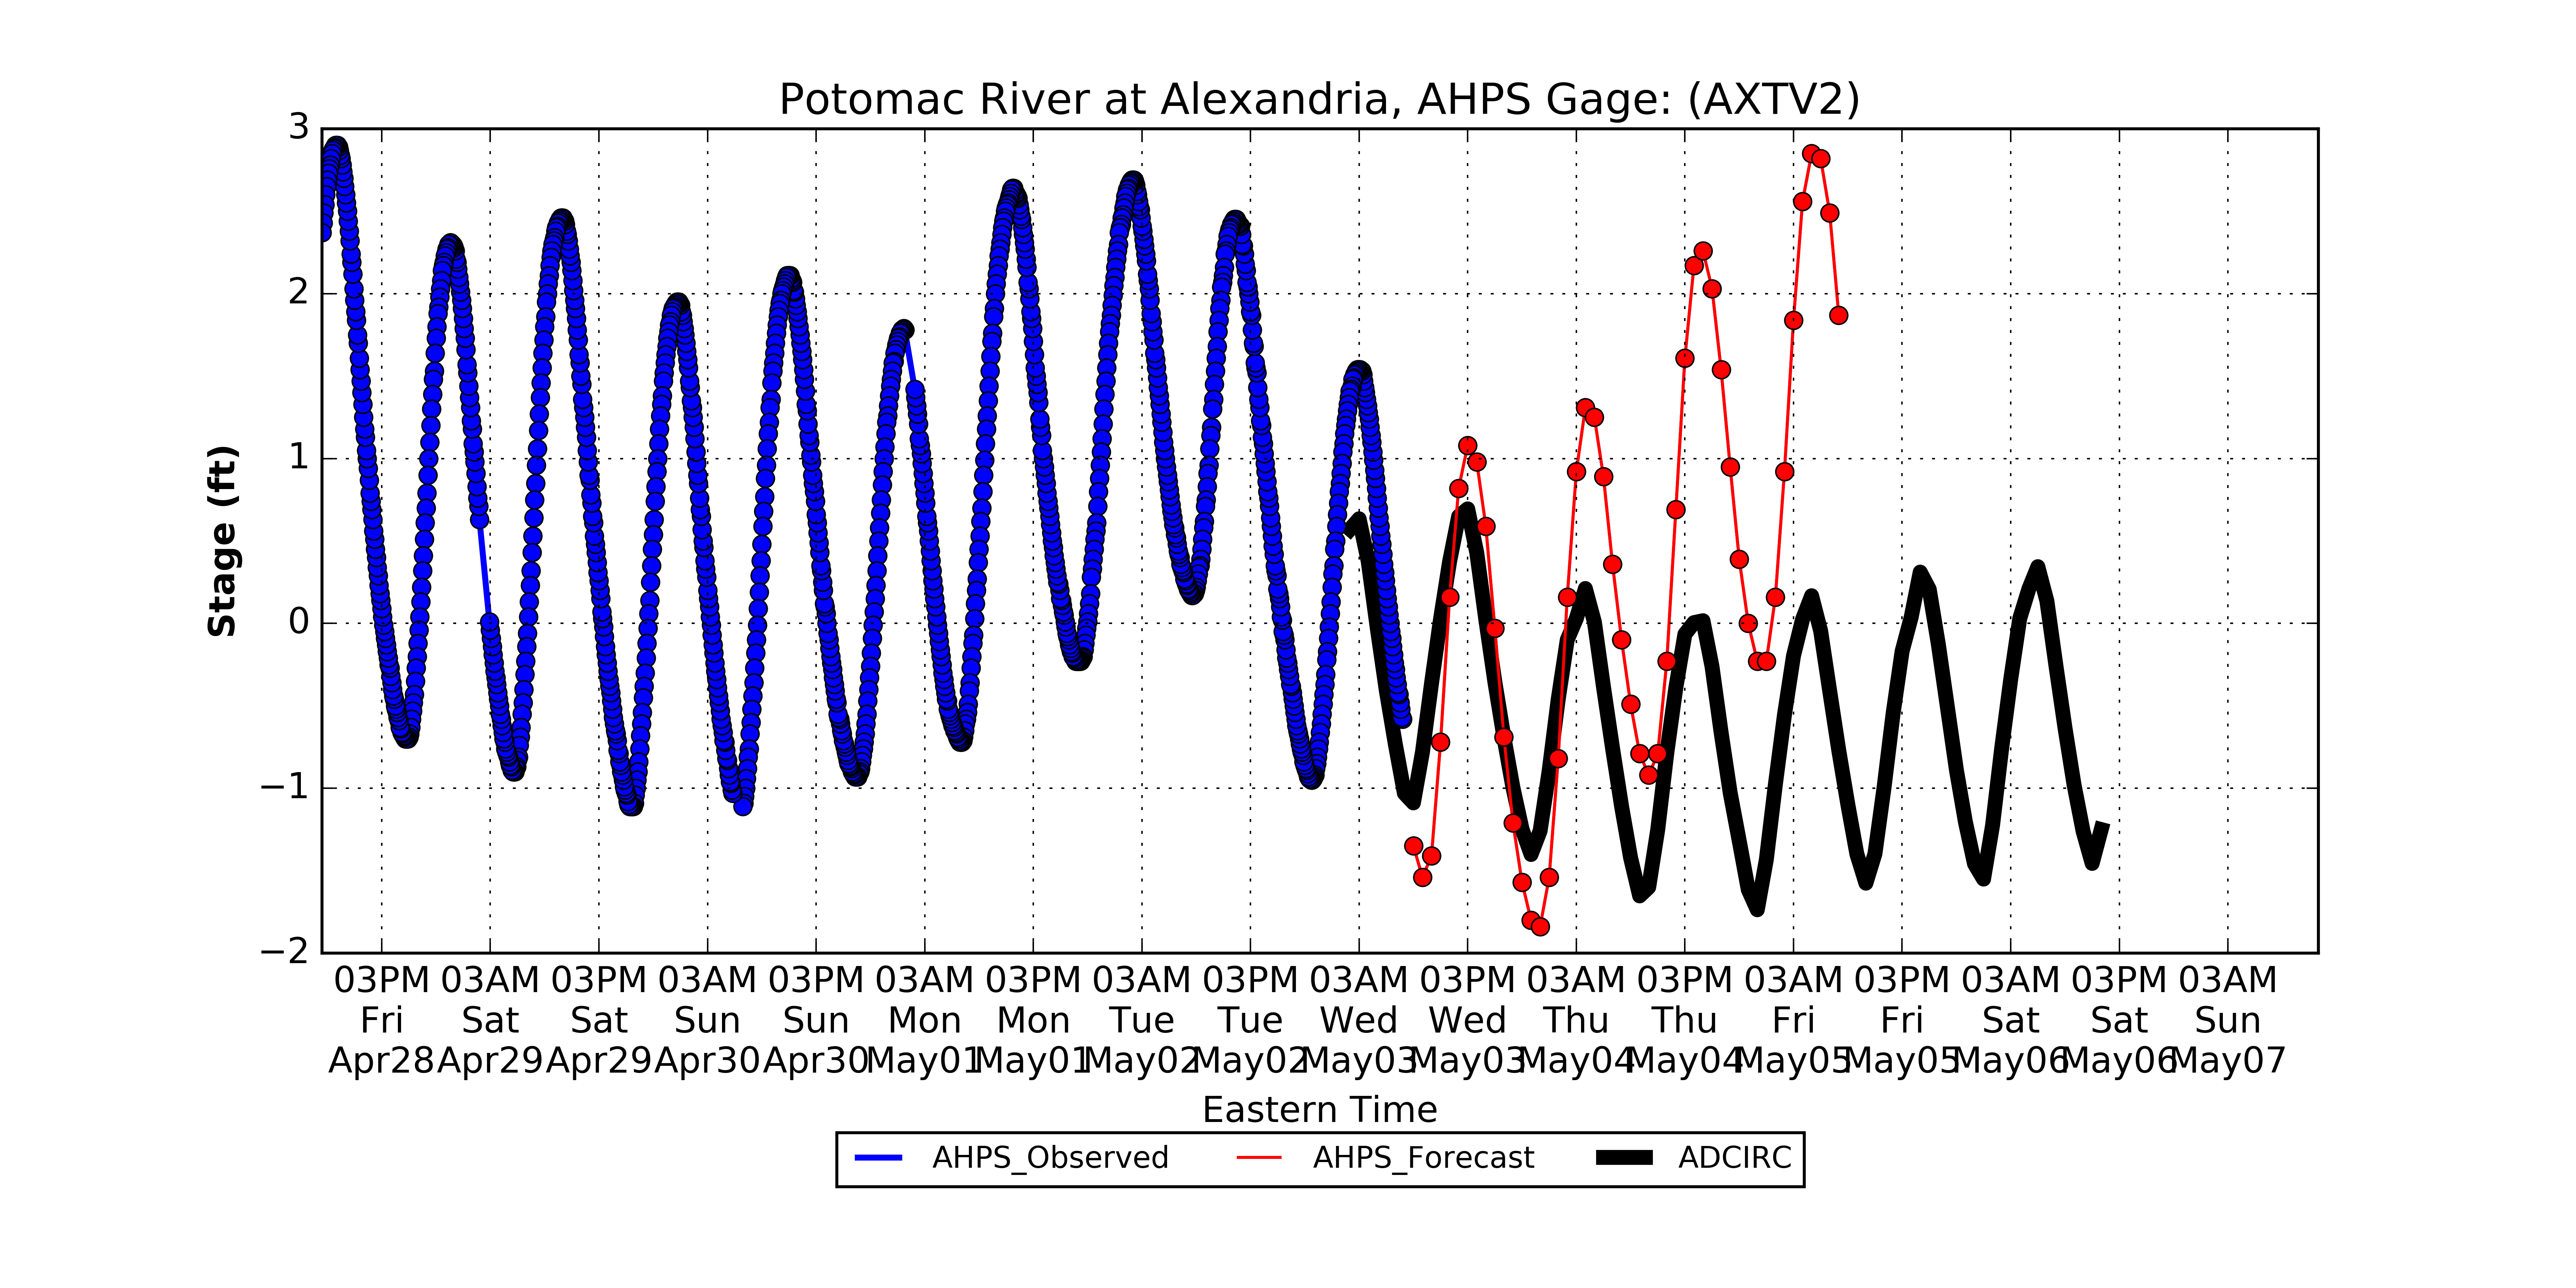 Potomac River at Alexandria, AHPS Gage: (AXTV2)
3
2
1
0
−1
−2
Stage (ft)
03PM 03AM 03PM 03AM 03PM 03AM 03PM 03AM 03PM 03AM 03PM 03AM 03PM 03AM 03PM 03AM 03PM 03AM
Fri Sat Sat Sun Sun Mon Mon Tue Tue Wed Wed Thu Thu Fri Fri Sat Sat Sun
Apr28 Apr29 Apr29 Apr30 Apr30 May01 May01 May02 May02 May03 May03 May04 May04 May05 May05 May06 May06 May07
Eastern Time
AHPS_Observed AHPS_Forecast ADCIRC